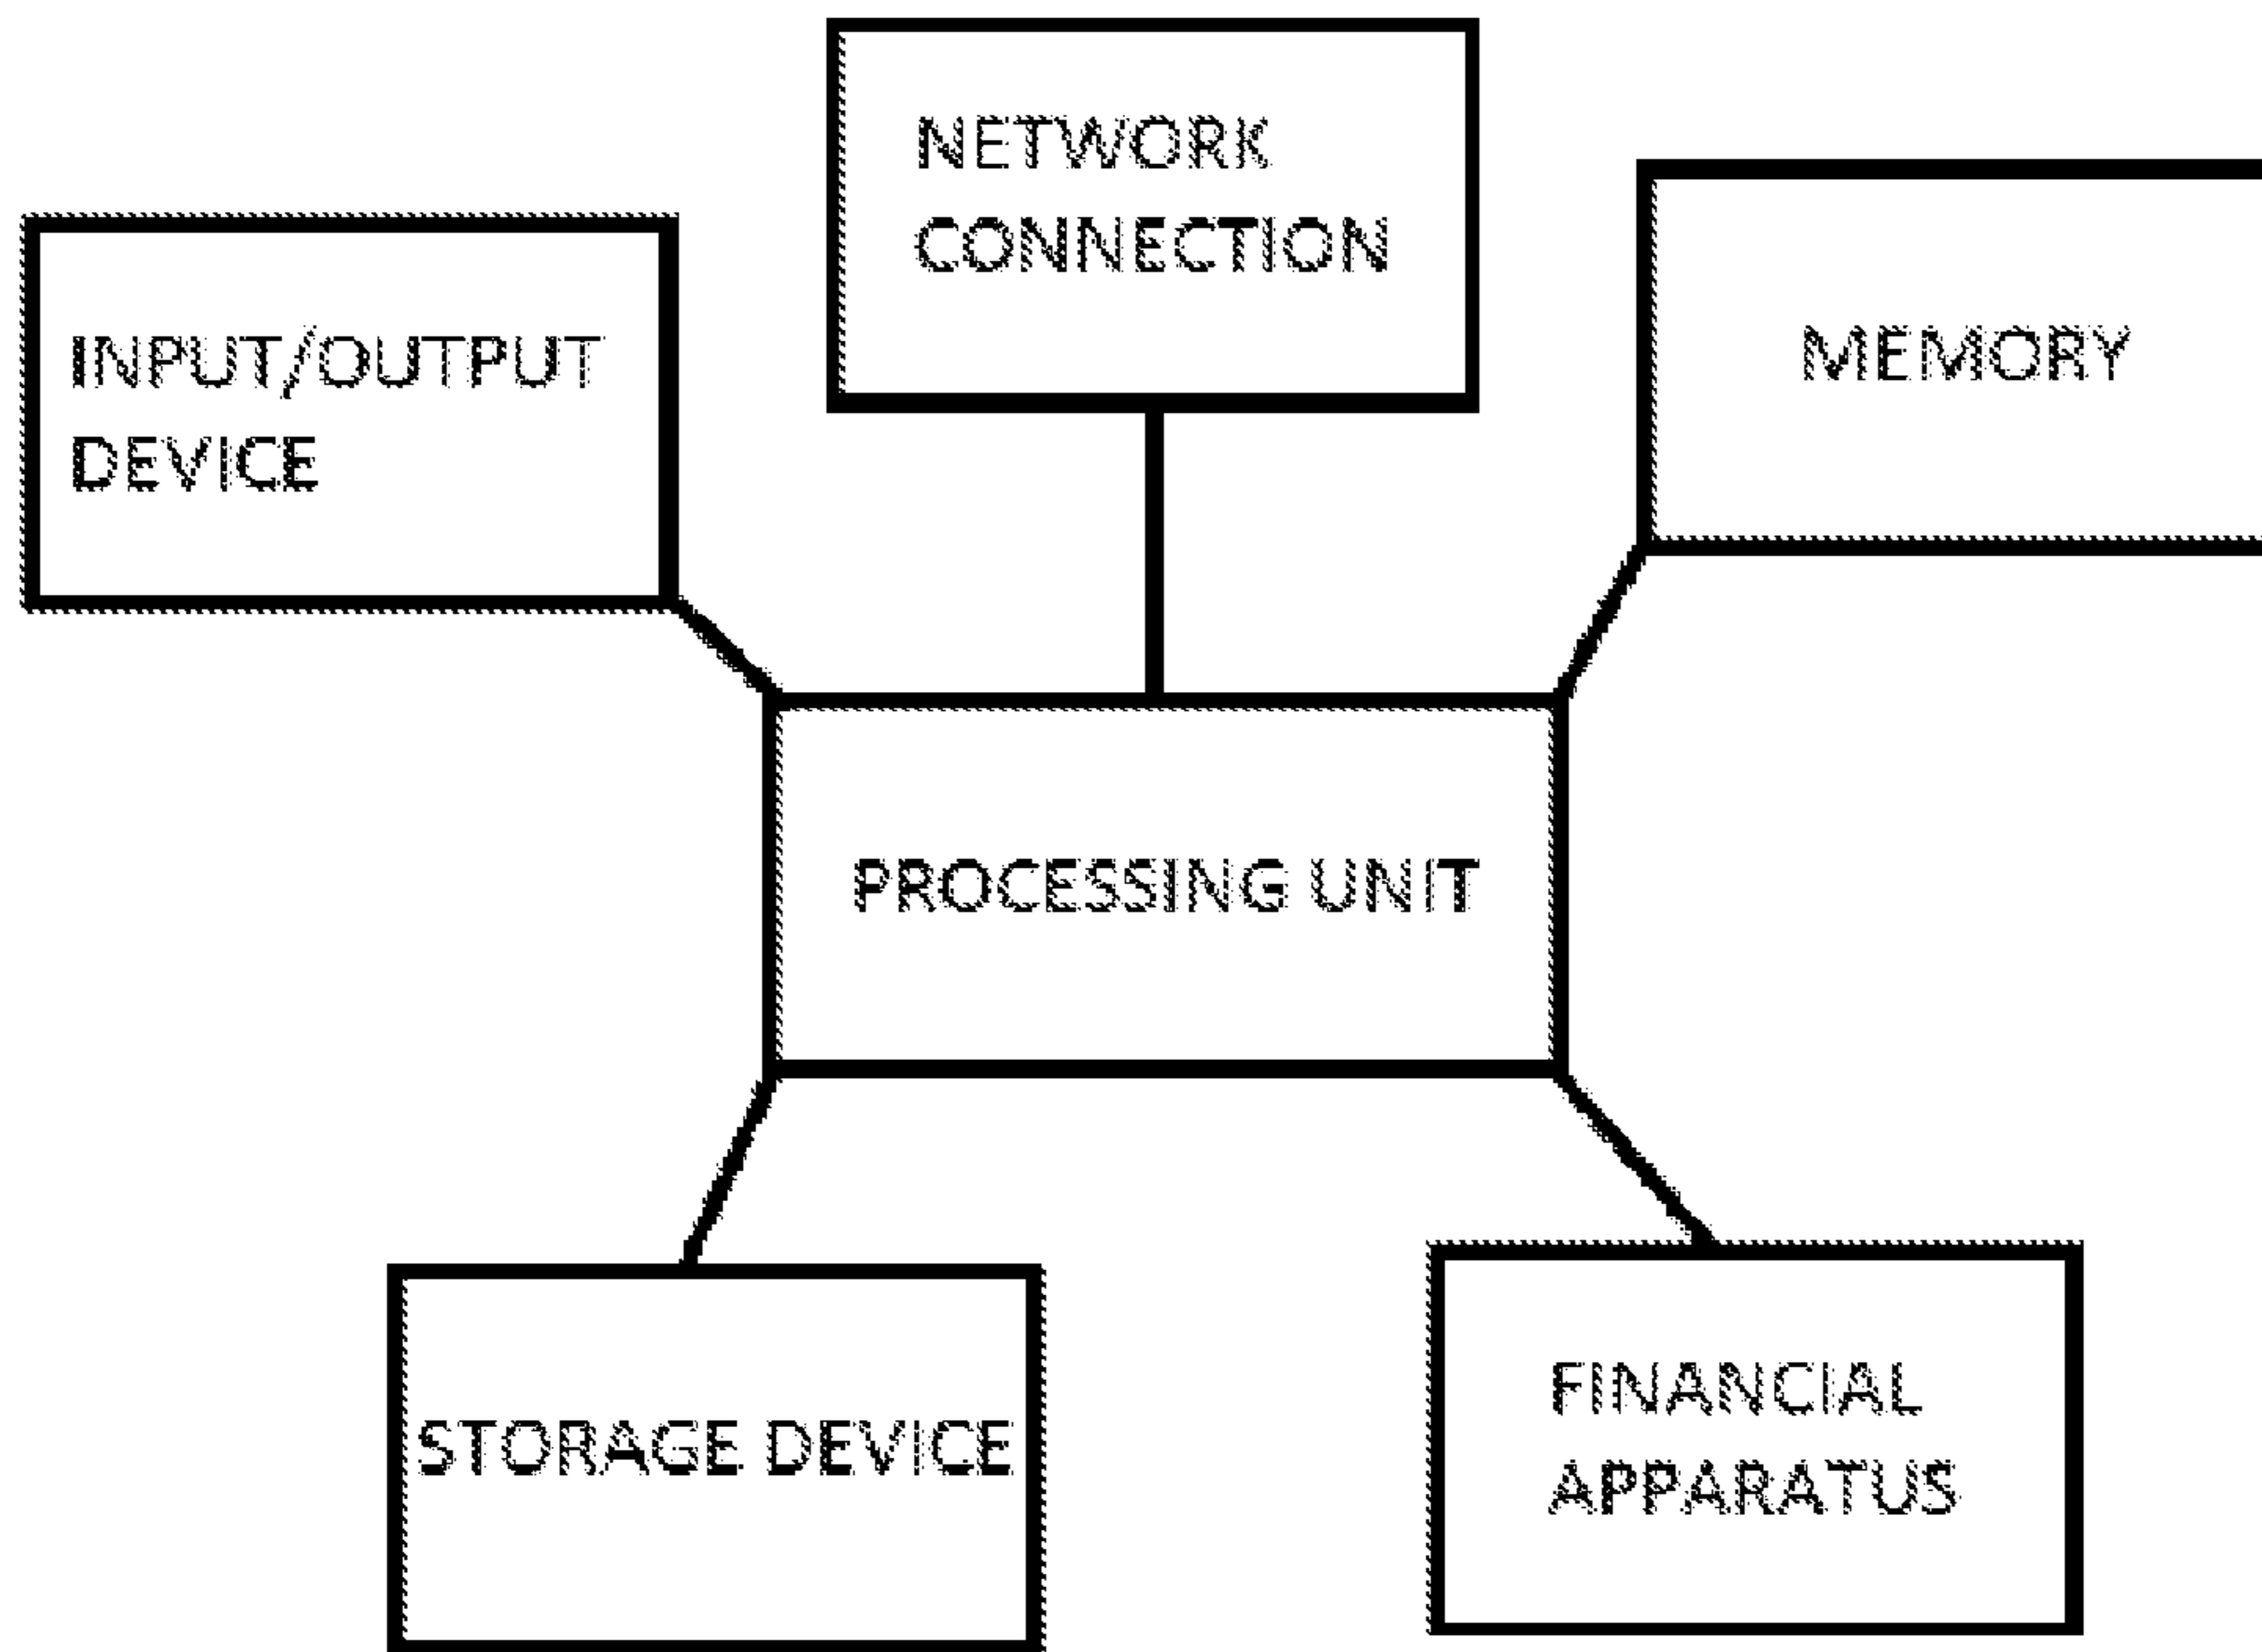 NETWORK
CONNECTION
INPUT/OUTPUT
DEVICE
MEMORY
PROCESSING UNIT
STORAGE DEVICE
FINANCIAL
APPARATUS